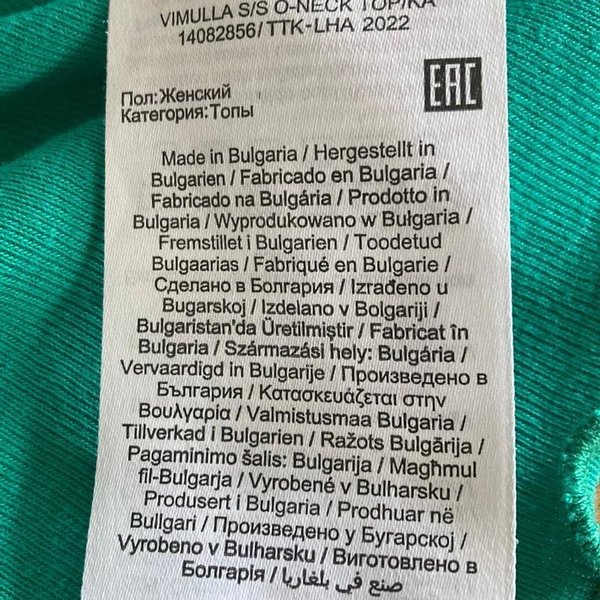 VIMULLA S/S O-NECK TOP/KA
14082856/TTK-LHA 2022
EAC
Пол:Женский
Категория:Топы
Made in Bulgaria / Hergestellt in
Bulgarien / Fabricado en Bulgaria /
Fabricado na Bulgária / Prodotto in
Bulgaria / Wyprodukowano w Bułgaria /
Fremstillet i Bulgarien / Toodetud
Bulgaarias / Fabriqué en Bulgarie /
Сделано в Болгария / Izrađeno u
Bugarskoj / Izdelano v Bolgariji /
Bulgaristan'da Üretilmiştir / Fabricat în
Bulgaria / Származási hely: Bulgária /
Vervaardigd in Bulgarije / Произведено в
България / Κατασκευάζεται στην
Βουλγαρία / Valmistusmaa Bulgaria /
Tillverkad i Bulgarien / Ražots Bulgārija /
Pagaminimo šalis: Bulgarija / Magħmul
fil-Bulgarja / Vyrobené v Bulharsku /
Produsert i Bulgaria / Prodhuar në
Bullgari / Произведено у Бугарској /
Vyrobeno v Bulharsku / Виготовлено в
Болгарія / صنع في بلغاريا